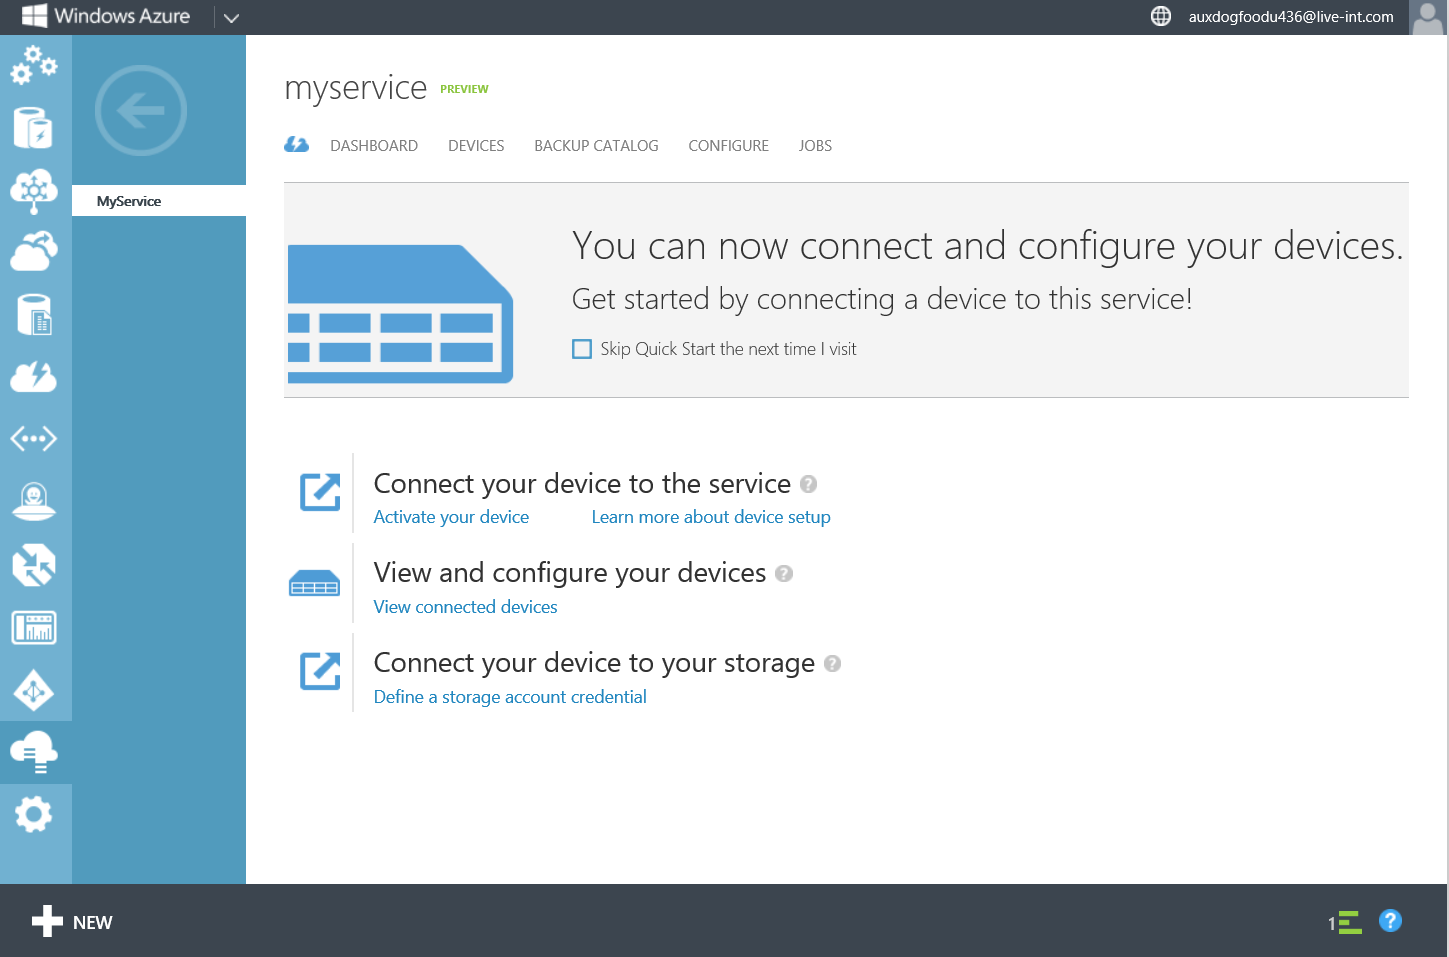 Windows Azure
auxdogfoodu436@live-int.com
myservice PREVIEW
DASHBOARD DEVICES BACKUP CATALOG CONFIGURE JOBS
MyService
You can now connect and configure your devices.
Get started by connecting a device to this service!
Skip Quick Start the next time I visit
Connect your device to the service ?
Activate your device Learn more about device setup
View and configure your devices ?
View connected devices
Connect your device to your storage ?
Define a storage account credential
NEW
1 ?